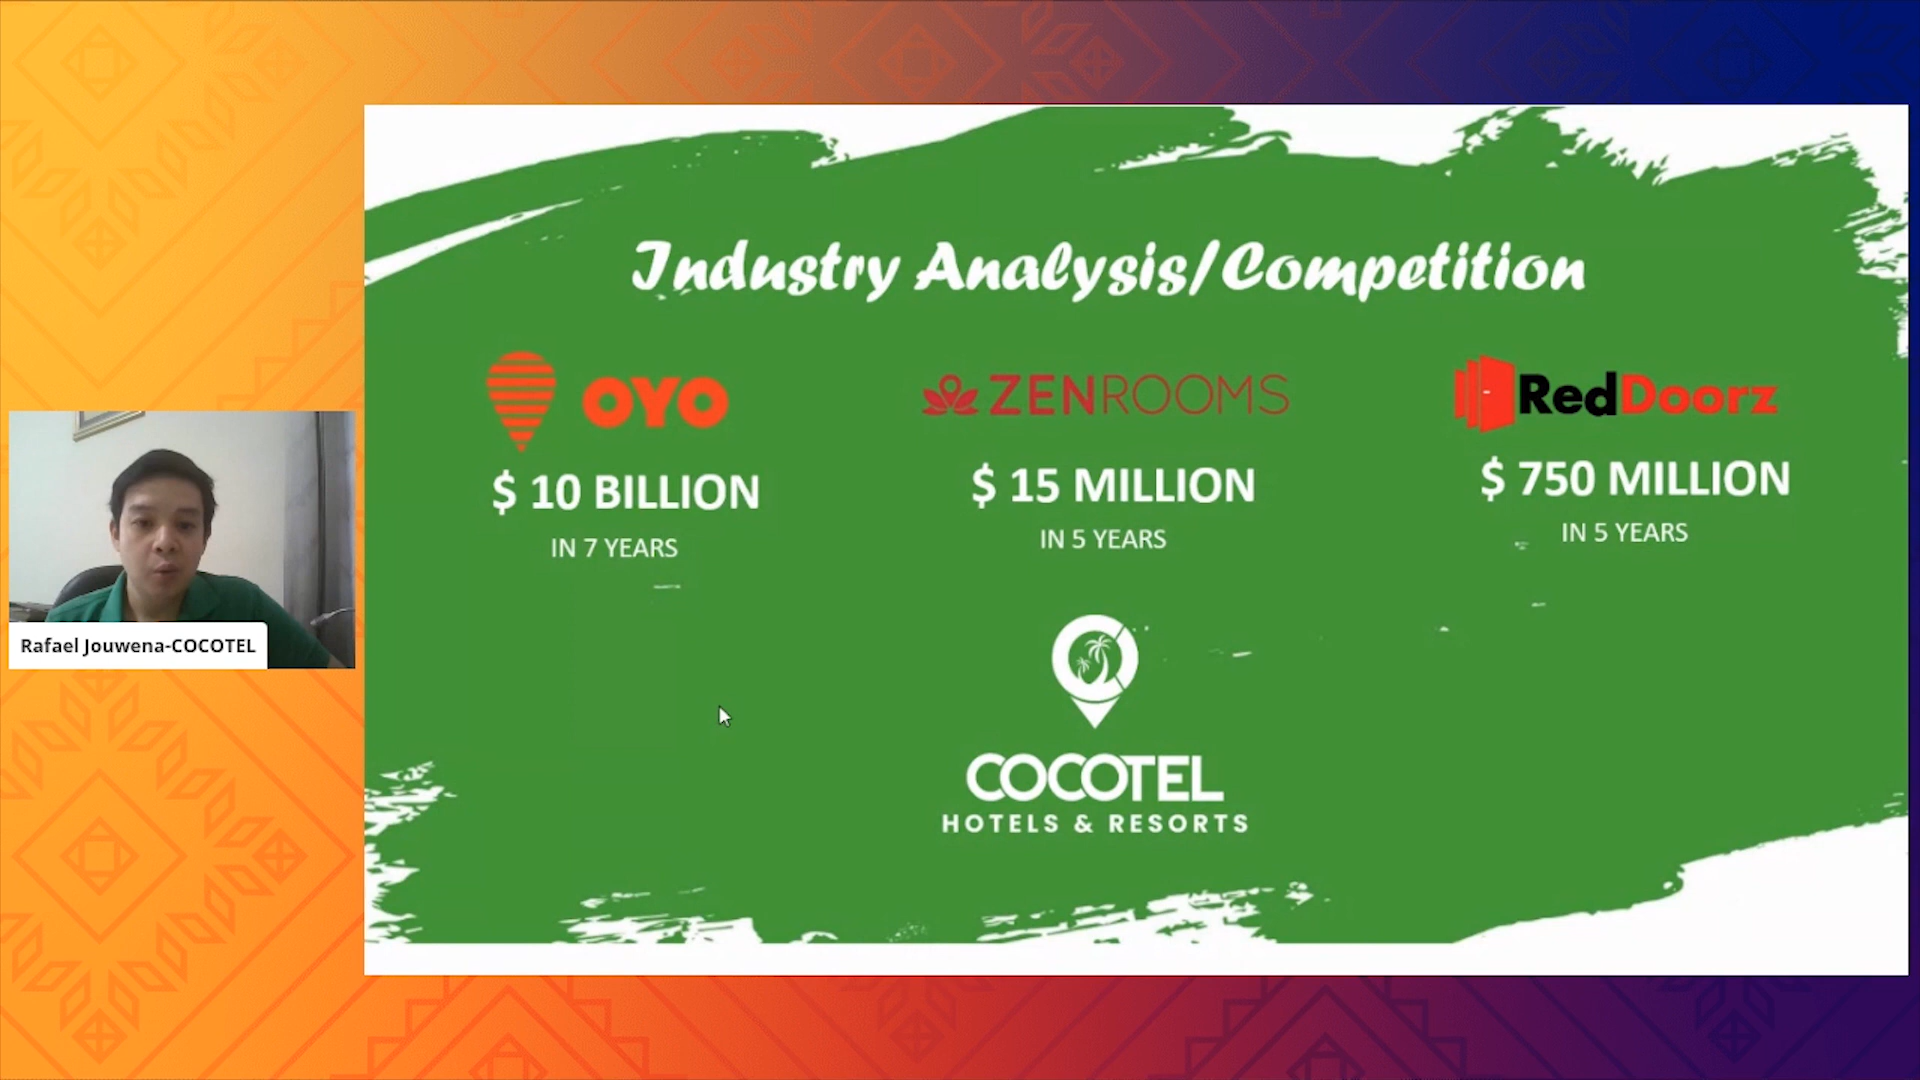 Industry Analysis/Competition
OYO
ZENROOMS
RedDoorz
$ 10 BILLION
$ 15 MILLION
$ 750 MILLION
IN 7 YEARS
IN 5 YEARS
IN 5 YEARS
Rafael Jouwena-COCOTEL
COCOTEL
HOTELS & RESORTS